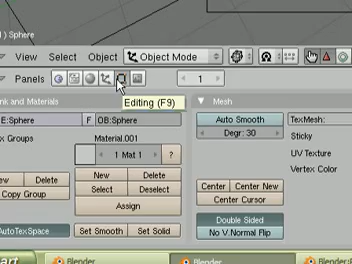 ) Sphere
View Select Object Object Mode
Panels 1
Editing (F9)
nk and Materials Mesh
E:Sphere F OB:Sphere Auto Smooth TexMesh:
ex Groups Material.001 Degr: 30 Sticky
1 Mat 1 ? UV Texture
Vertex Color
ew Delete New Delete
Copy Group Select Deselect Center Center New
Assign Center Cursor
Double Sided
AutoTexSpace Set Smooth Set Solid No V.Normal Flip
art Blender Blender Blender